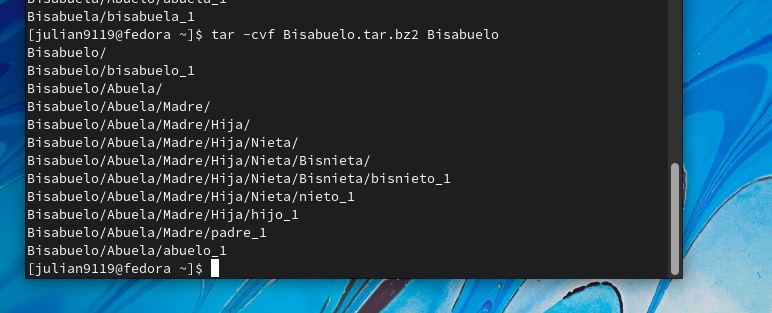 Bisabuela/Abuelo/abuela_1
Bisabuela/bisabuela_1
[julian9119@fedora ~]$ tar -cvf Bisabuelo.tar.bz2 Bisabuelo
Bisabuelo/
Bisabuelo/bisabuelo_1
Bisabuelo/Abuela/
Bisabuelo/Abuela/Madre/
Bisabuelo/Abuela/Madre/Hija/
Bisabuelo/Abuela/Madre/Hija/Nieta/
Bisabuelo/Abuela/Madre/Hija/Nieta/Bisnieta/
Bisabuelo/Abuela/Madre/Hija/Nieta/Bisnieta/bisnieto_1
Bisabuelo/Abuela/Madre/Hija/Nieta/nieto_1
Bisabuelo/Abuela/Madre/Hija/hijo_1
Bisabuelo/Abuela/Madre/padre_1
Bisabuelo/Abuela/abuelo_1
[julian9119@fedora ~]$